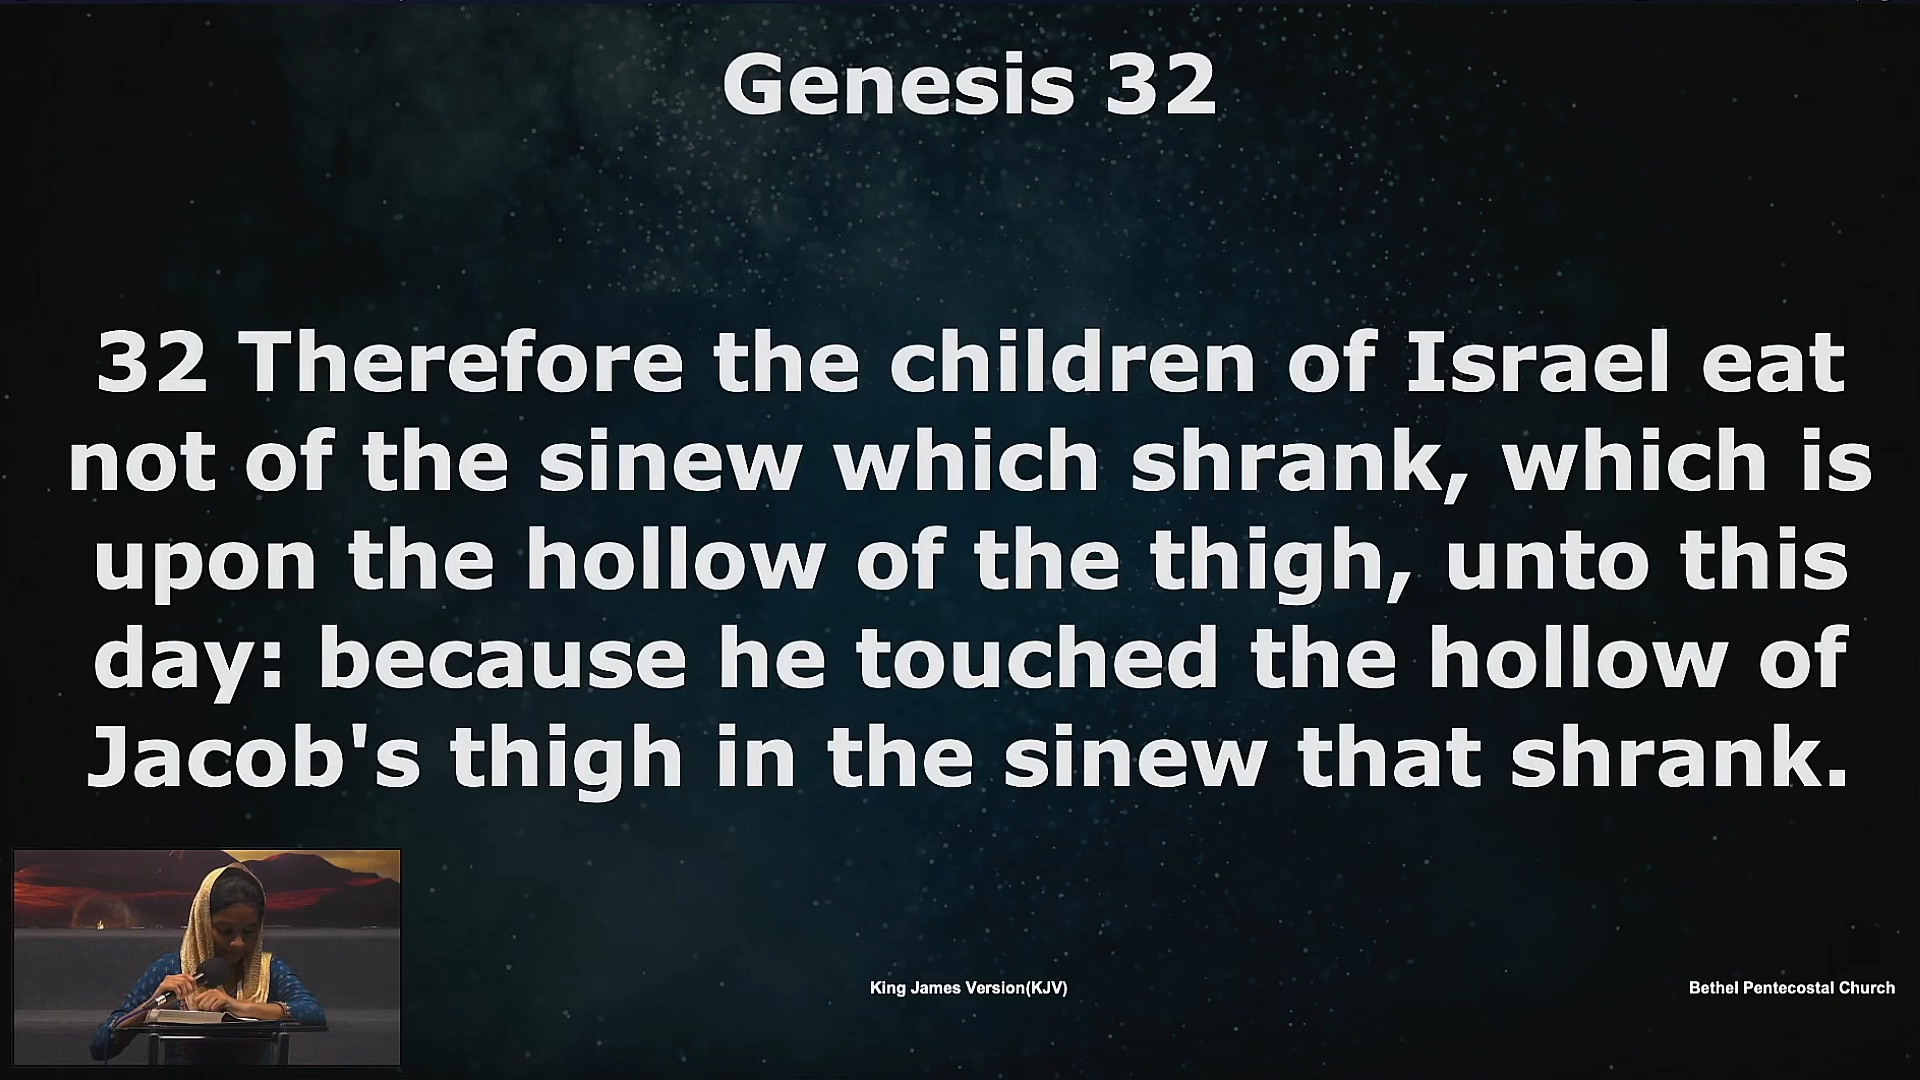 Genesis 32
32 Therefore the children of Israel eat
not of the sinew which shrank, which is
upon the hollow of the thigh, unto this
day: because he touched the hollow of
Jacob's thigh in the sinew that shrank.
King James Version(KJV)
Bethel Pentecostal Church